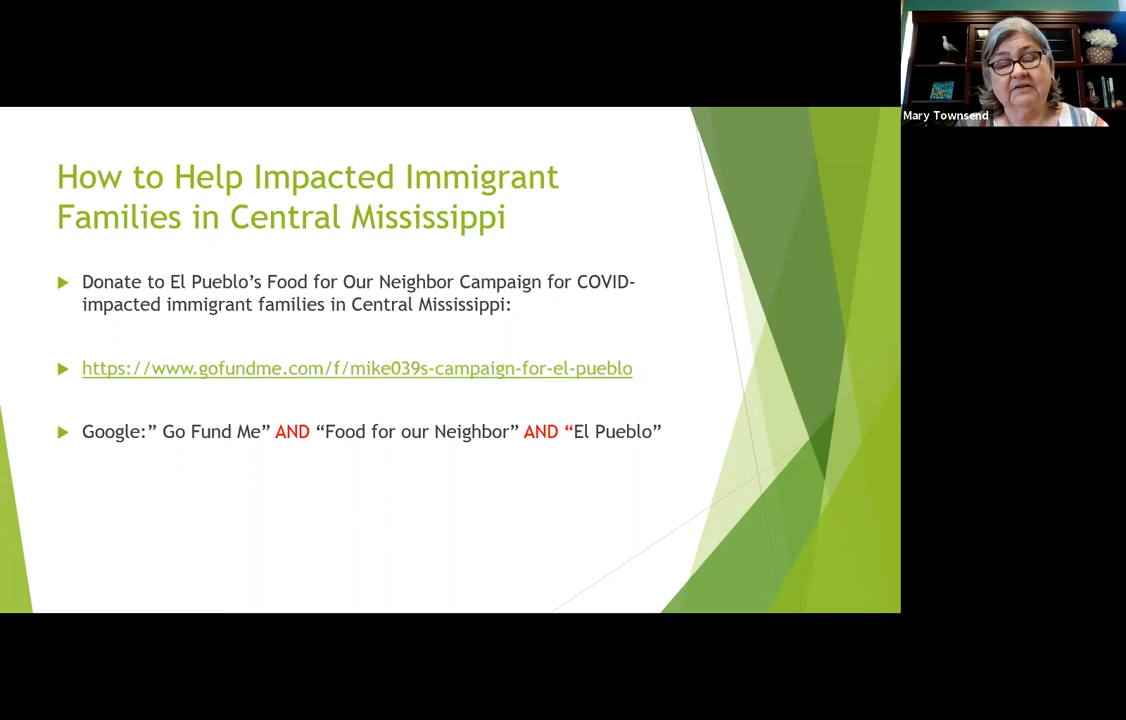 How to Help Impacted Immigrant
Families in Central Mississippi
Donate to El Pueblo’s Food for Our Neighbor Campaign for COVID-
impacted immigrant families in Central Mississippi:
https://www.gofundme.com/f/mike039s-campaign-for-el-pueblo
Google:” Go Fund Me” AND “Food for our Neighbor” AND “El Pueblo”
Mary Townsend